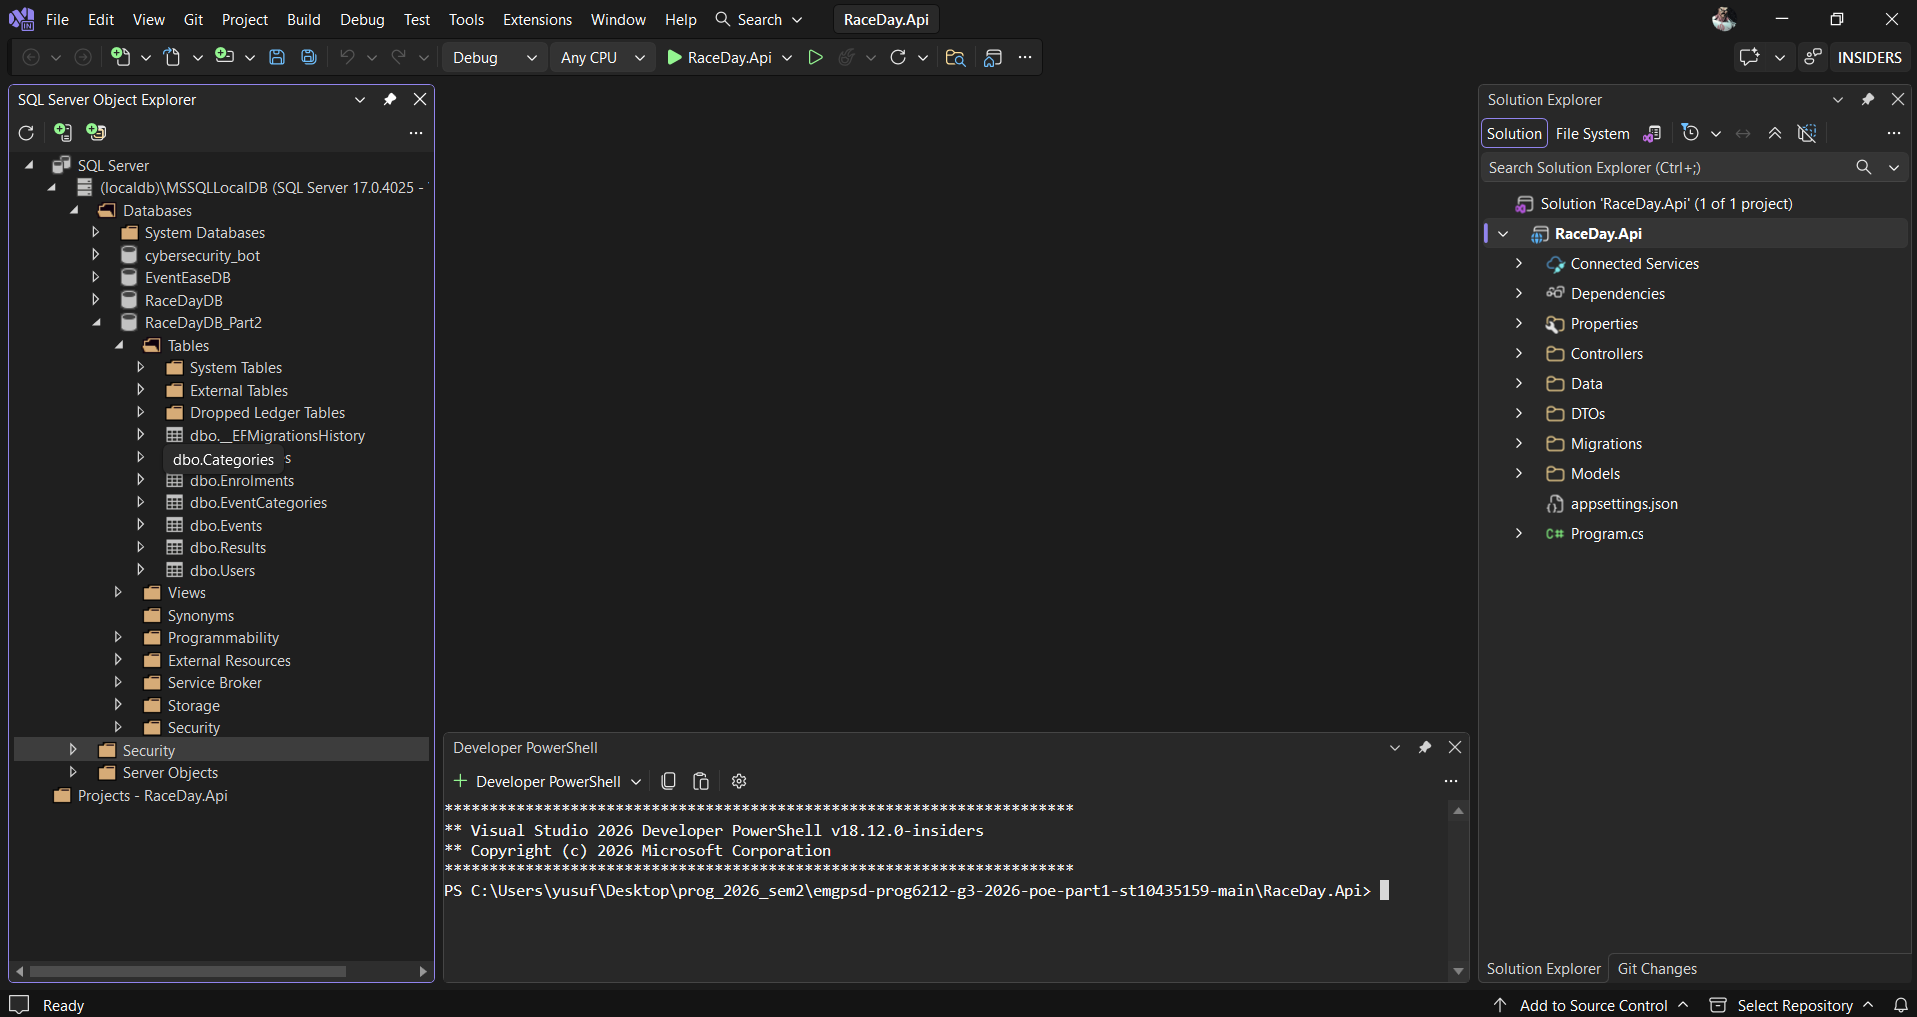 File Edit View Git Project Build Debug Test Tools Extensions Window Help Search RaceDay.Api
Debug Any CPU RaceDay.Api INSIDERS
SQL Server Object Explorer
SQL Server
(localdb)\MSSQLLocalDB (SQL Server 17.0.4025 -
Databases
System Databases
cybersecurity_bot
EventEaseDB
RaceDayDB
RaceDayDB_Part2
Tables
System Tables
External Tables
Dropped Ledger Tables
dbo.__EFMigrationsHistory
dbo.Categories
dbo.Enrolments
dbo.EventCategories
dbo.Events
dbo.Results
dbo.Users
Views
Synonyms
Programmability
External Resources
Service Broker
Storage
Security
Security
Server Objects
Projects - RaceDay.Api
Developer PowerShell
Developer PowerShell
**********************************************************************
** Visual Studio 2026 Developer PowerShell v18.12.0-insiders
** Copyright (c) 2026 Microsoft Corporation
**********************************************************************
PS C:\Users\yusuf\Desktop\prog_2026_sem2\emgpsd-prog6212-g3-2026-poe-part1-st10435159-main\RaceDay.Api>
Solution Explorer
Solution File System
Search Solution Explorer (Ctrl+;)
Solution 'RaceDay.Api' (1 of 1 project)
RaceDay.Api
Connected Services
Dependencies
Properties
Controllers
Data
DTOs
Migrations
Models
appsettings.json
C# Program.cs
Solution Explorer Git Changes
Ready Add to Source Control Select Repository